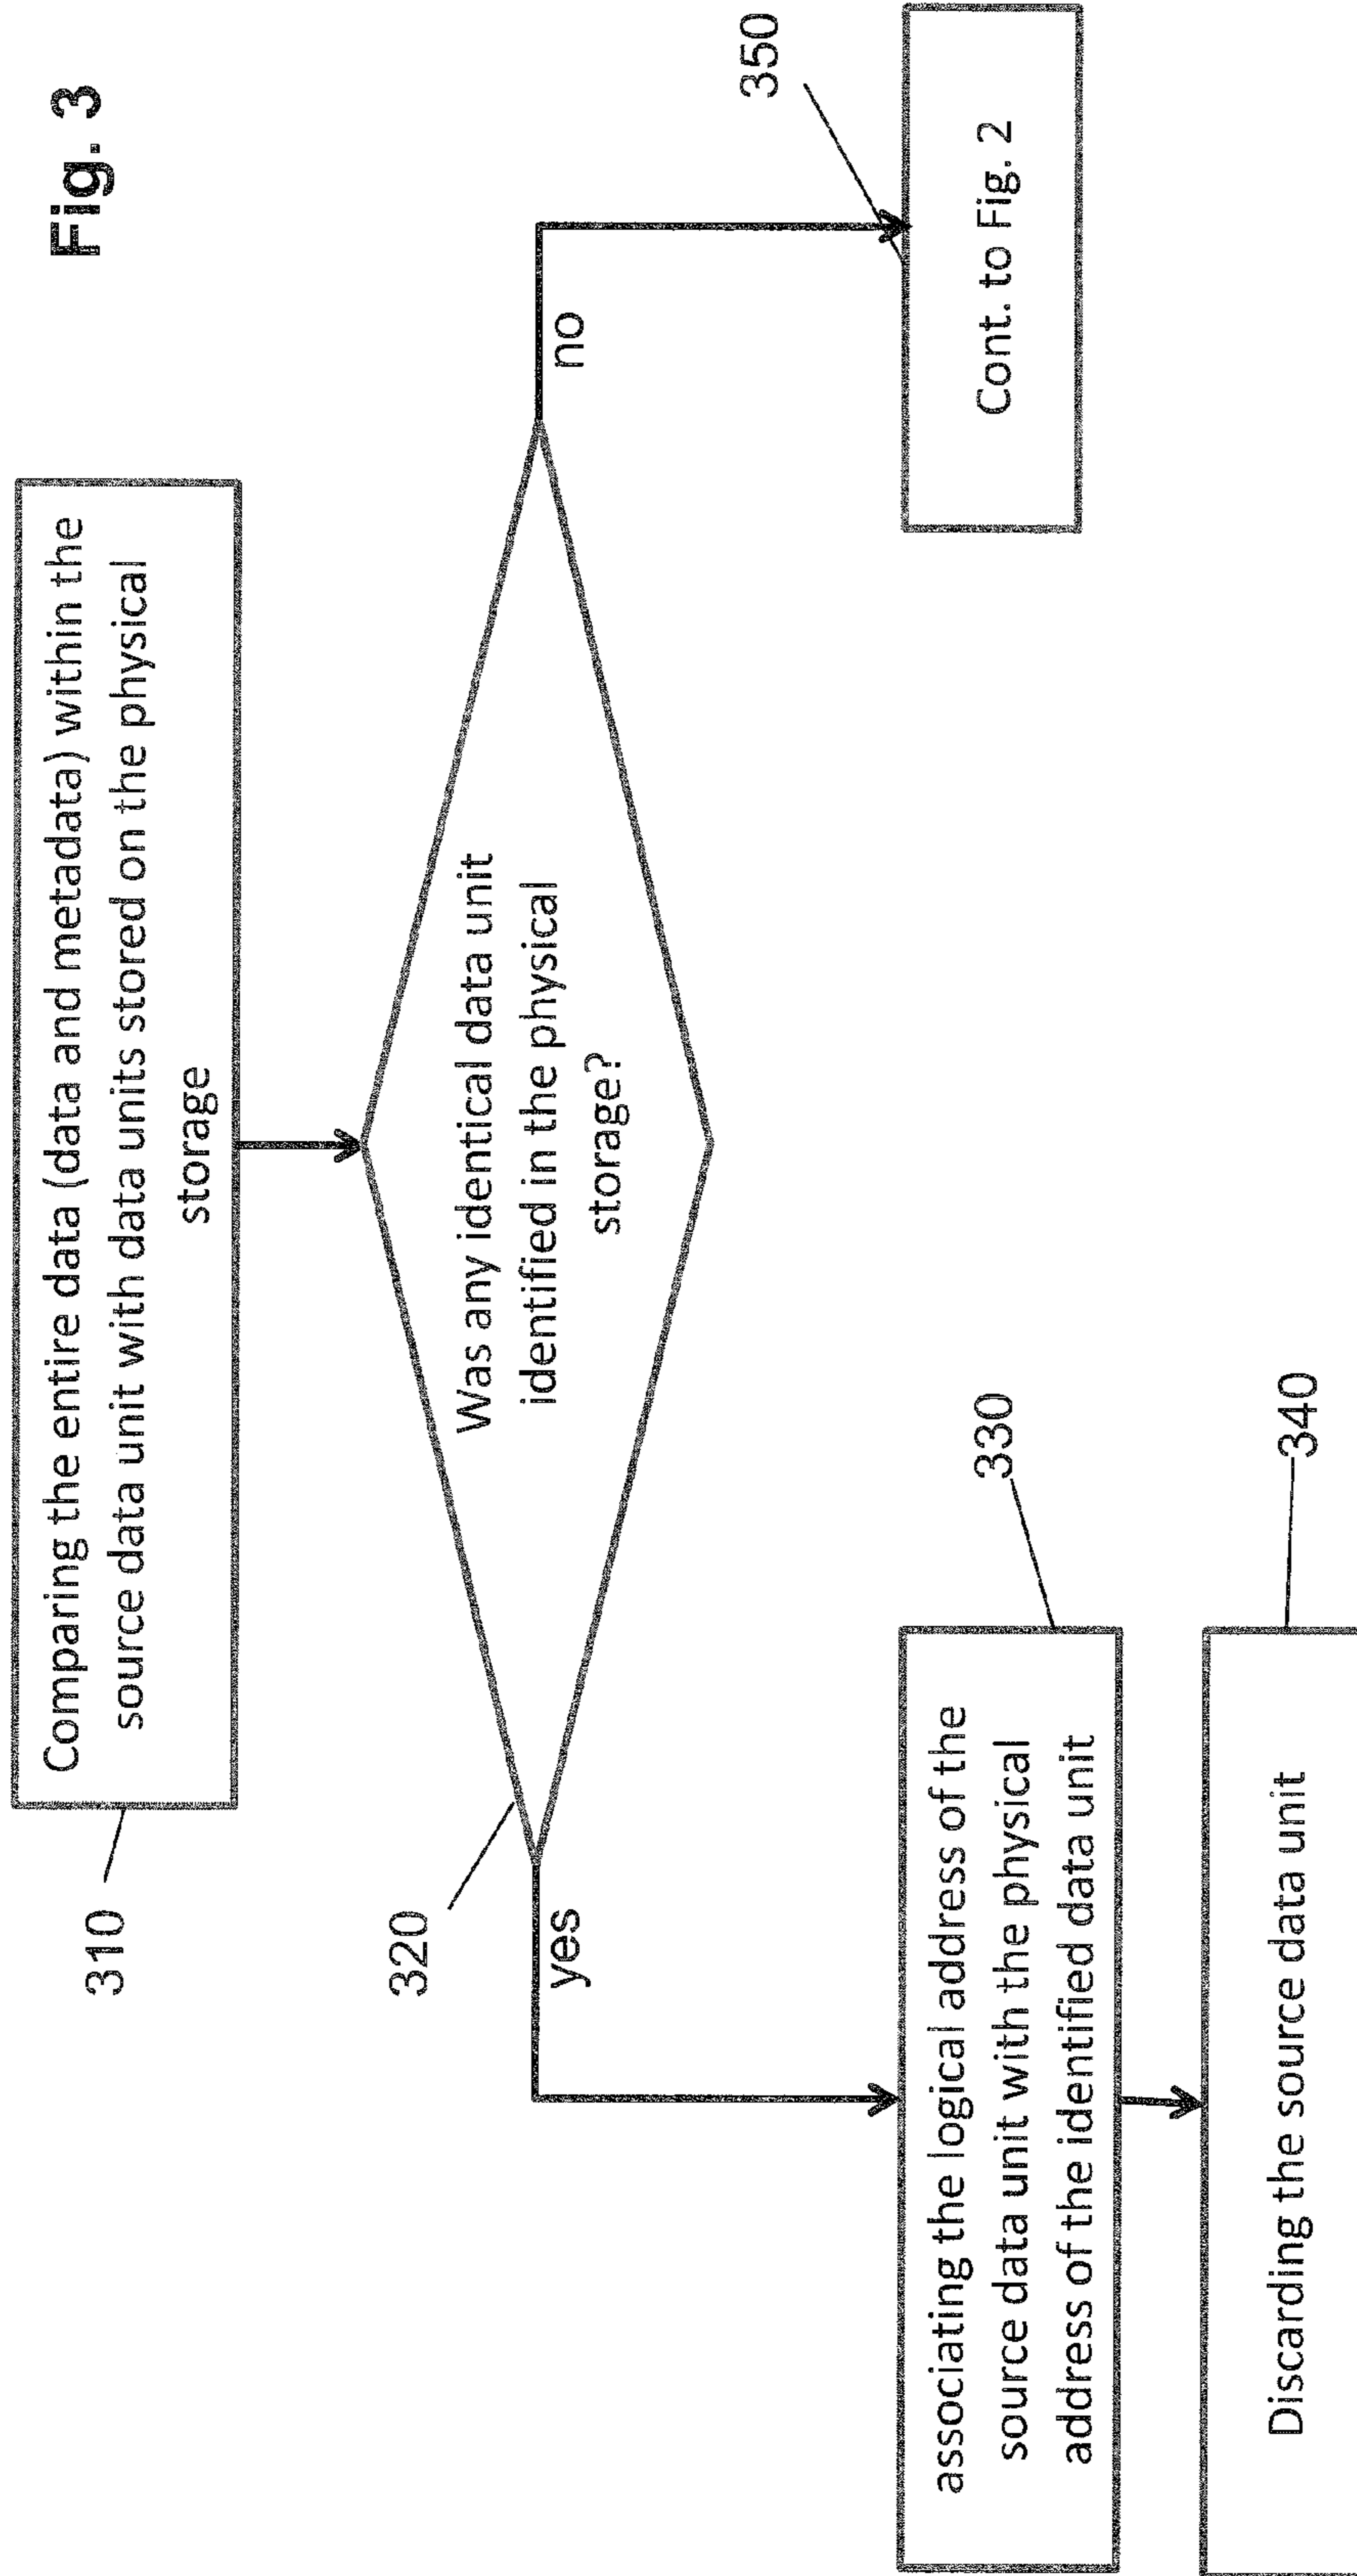 Fig. 3
310
Comparing the entire data (data and metadata) within the
source data unit with data units stored on the physical
storage
320
Was any identical data unit
identified in the physical
storage?
yes
no
330
associating the logical address of the
source data unit with the physical
address of the identified data unit
340
Discarding the source data unit
350
Cont. to Fig. 2